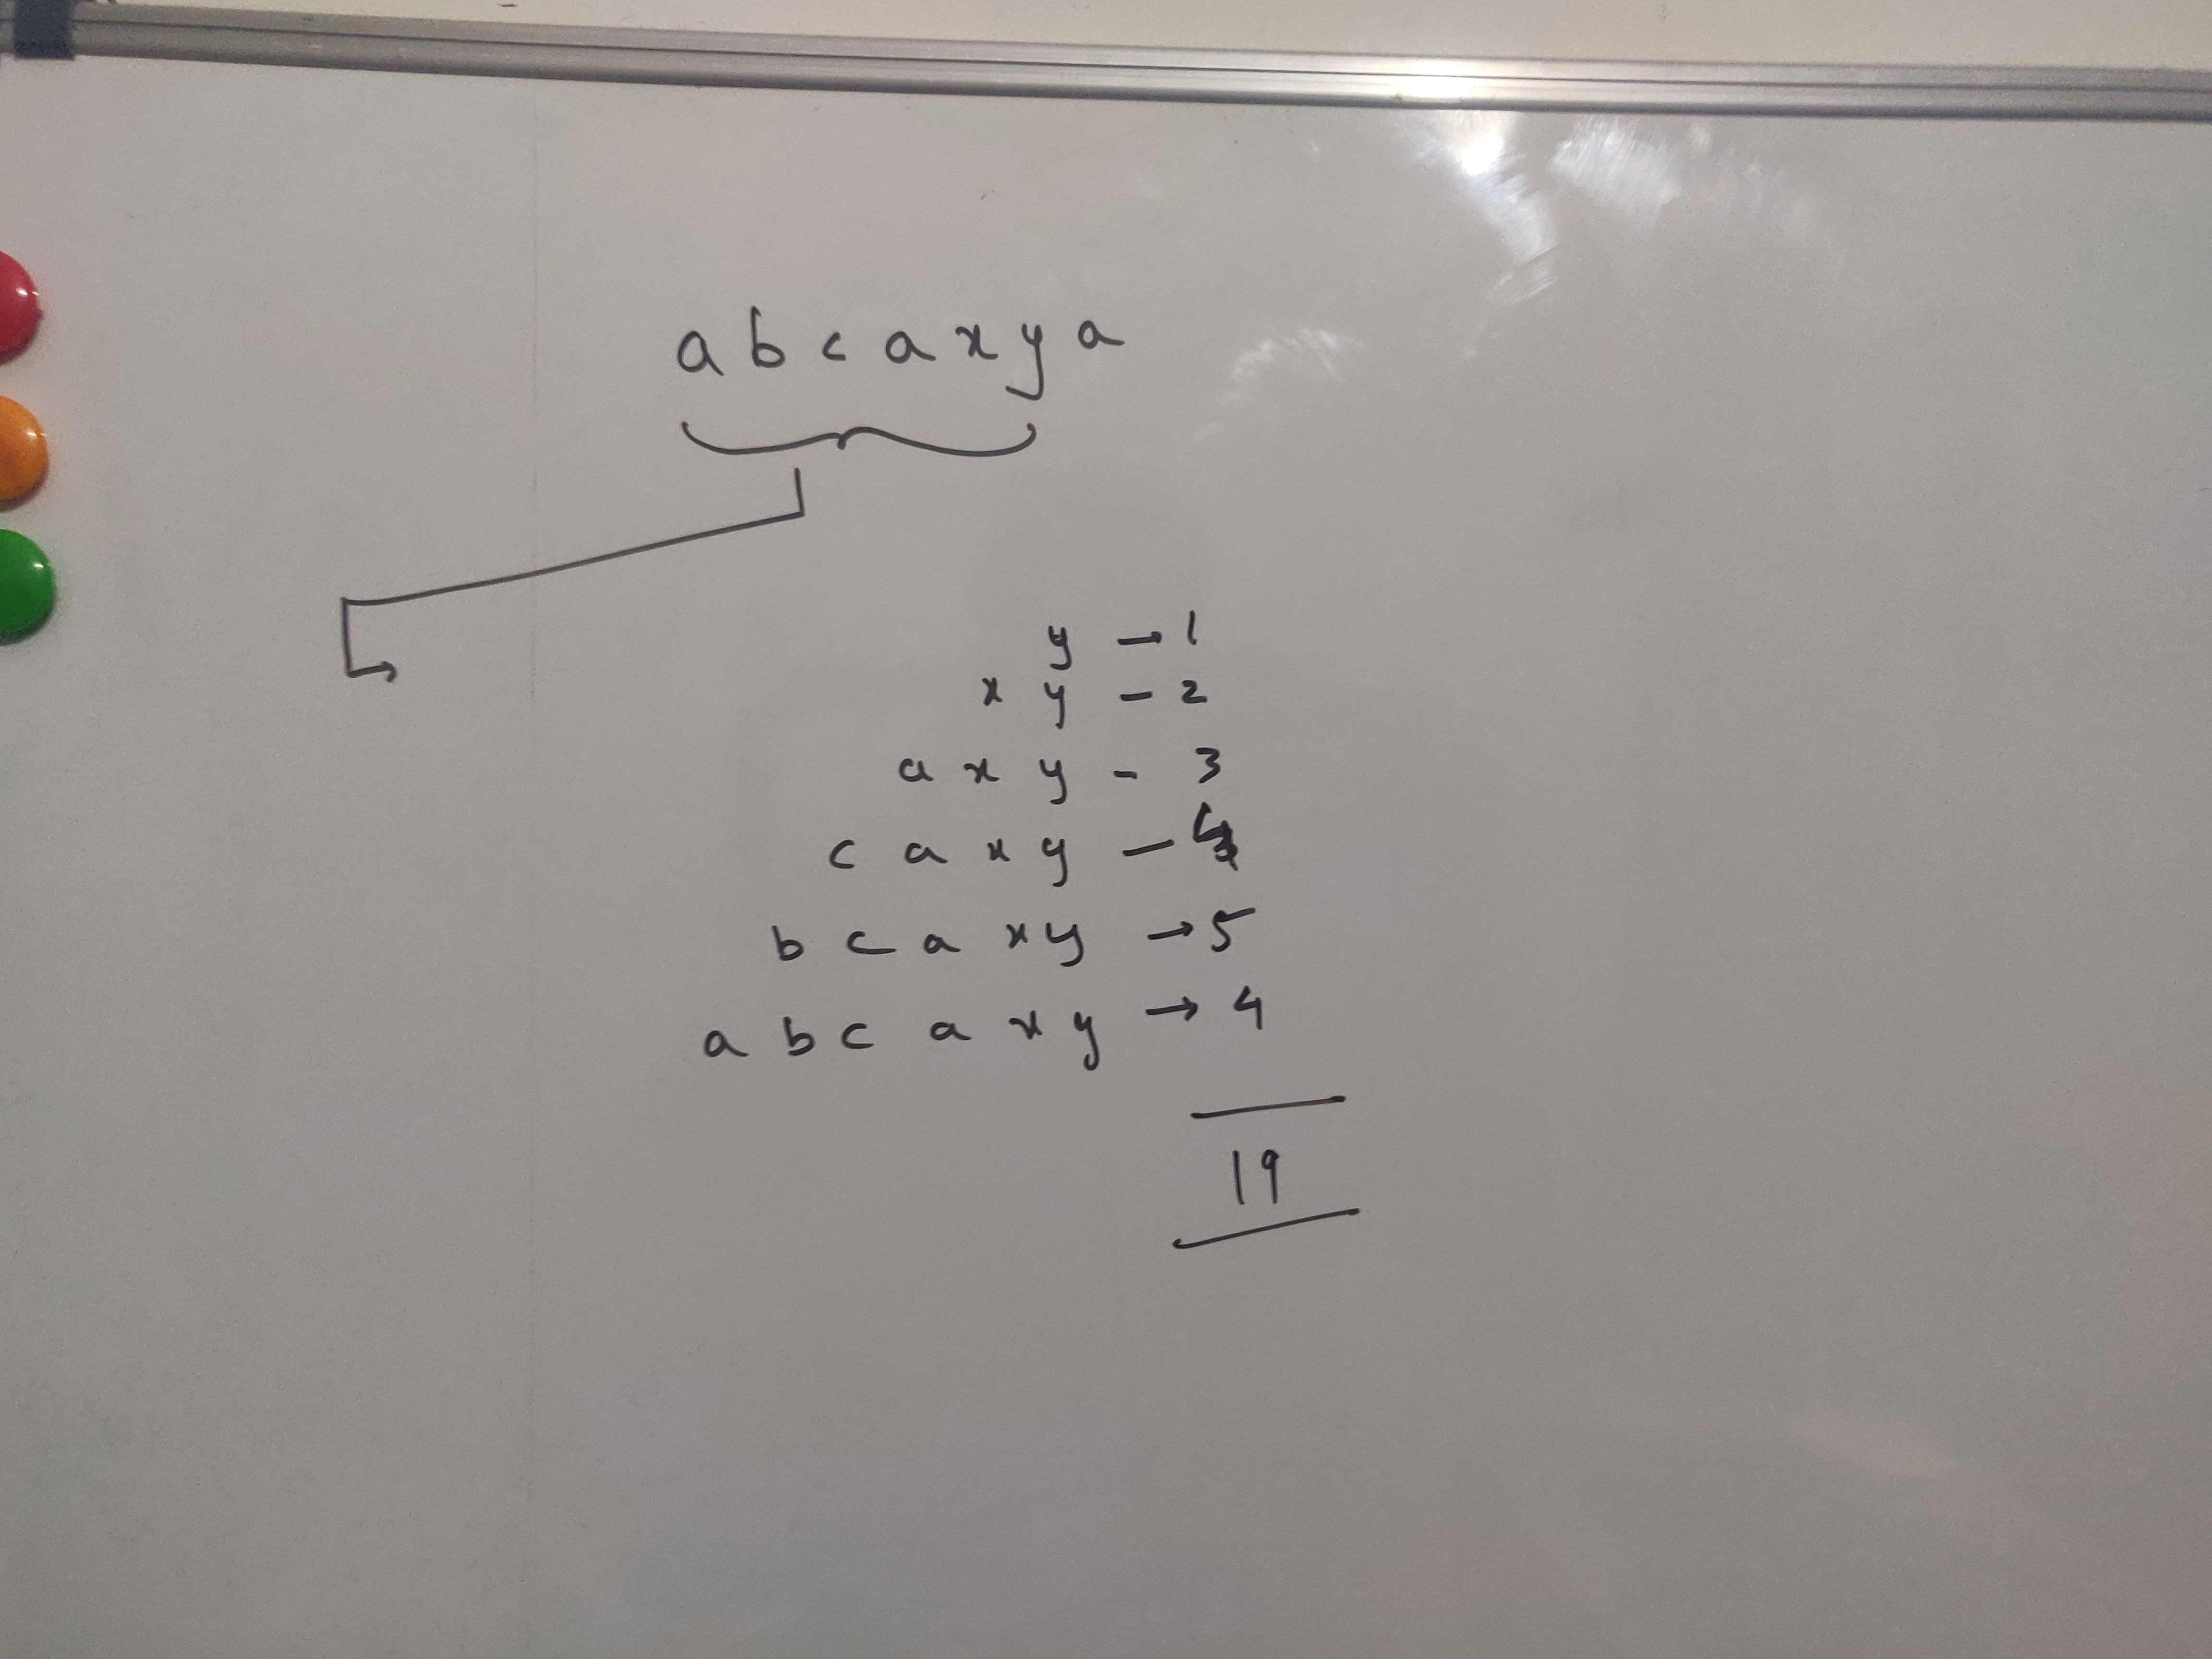 a b c a x y a
y → 1
x y - 2
a x y - 3
c a x y - 4
b c a x y → 5
a b c a x y → 4
19